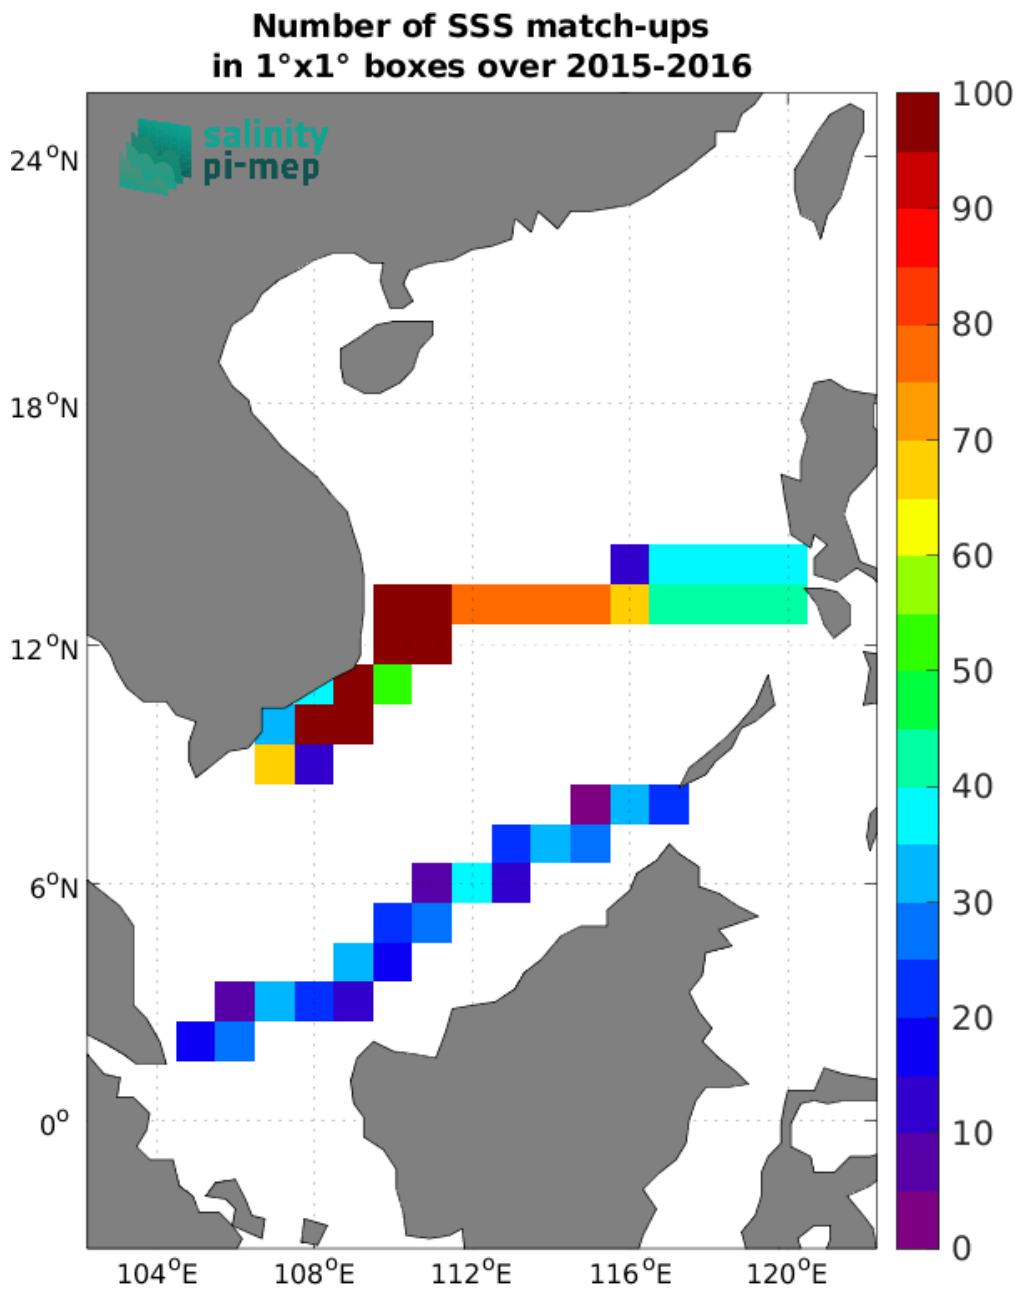 Number of SSS match-ups
in 1°x1° boxes over 2015-2016
salinity
pi-mep
24°N
18°N
12°N
6°N
0°
104°E 108°E 112°E 116°E 120°E
100
90
80
70
60
50
40
30
20
10
0